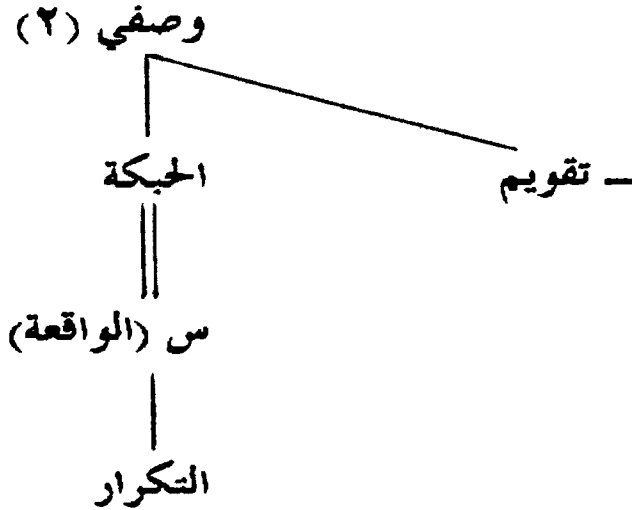 وصفي (٢)
ـ تقويم
الحبكة
س (الواقعة)
التكرار